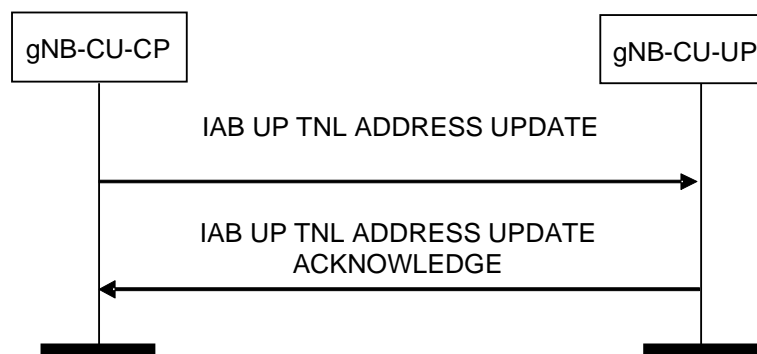 gNB-CU-CP
gNB-CU-UP
IAB UP TNL ADDRESS UPDATE
IAB UP TNL ADDRESS UPDATE
ACKNOWLEDGE